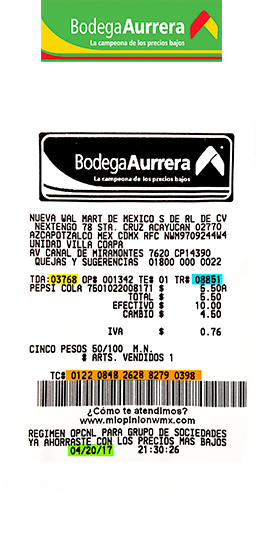 BodegaAurrera
La campeona de los precios bajos
BodegaAurrera
La campeona de los precios bajos
NUEVA WAL MART DE MEXICO S DE RL DE CV
NEXTENGO 78 STA. CRUZ ACAYUCAN 02770
AZCAPOTZALCO MEX CDMX RFC NWM9709244W4
UNIDAD VILLA COAPA
AV CANAL DE MIRAMONTES 7620 CP14390
QUEJAS Y SUGERENCIAS 01800 000 0022
TDA:03768 OP# 001342 TE# 01 TR# 08851
PEPSI COLA 7501022008171 $ 5.50A
TOTAL $ 5.50
EFECTIVO $ 10.00
CAMBIO $ 4.50
IVA $ 0.76
CINCO PESOS 50/100 M.N.
# ARTS. VENDIDOS 1
TC# 0122 0848 2628 8279 0398
¿Cómo te atendimos?
www.miopinionwmx.com
REGIMEN OPCNL PARA GRUPO DE SOCIEDADES
YA AHORRASTE CON LOS PRECIOS MAS BAJOS
04/20/17 21:30:26